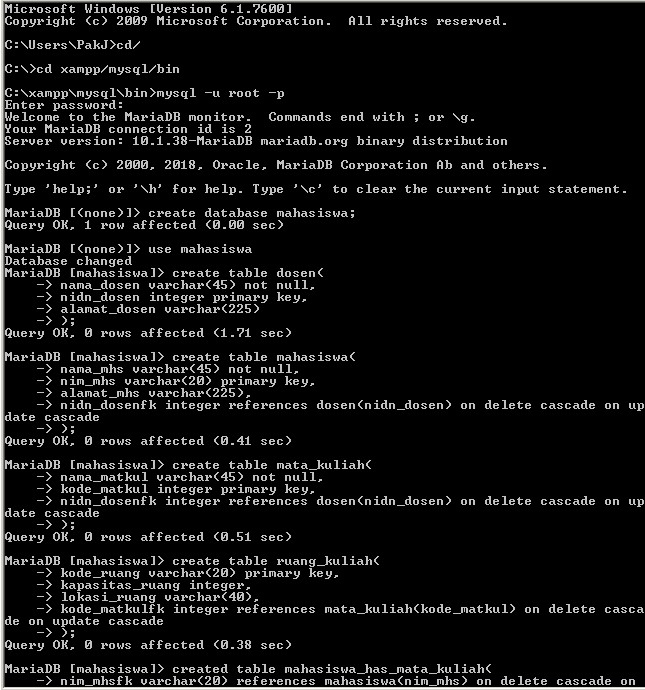 Microsoft Windows [Version 6.1.7600]
Copyright (c) 2009 Microsoft Corporation.  All rights reserved.
C:\Users\PakJ>cd/
C:\>cd xampp/mysql/bin
C:\xampp\mysql\bin>mysql -u root -p
Enter password:
Welcome to the MariaDB monitor.  Commands end with ; or \g.
Your MariaDB connection id is 2
Server version: 10.1.38-MariaDB mariadb.org binary distribution
Copyright (c) 2000, 2018, Oracle, MariaDB Corporation Ab and others.
Type 'help;' or '\h' for help. Type '\c' to clear the current input statement.
MariaDB [(none)]> create database mahasiswa;
Query OK, 1 row affected (0.00 sec)
MariaDB [(none)]> use mahasiswa
Database changed
MariaDB [mahasiswa]> create table dosen(
    -> nama_dosen varchar(45) not null,
    -> nidn_dosen integer primary key,
    -> alamat_dosen varchar(225)
    -> );
Query OK, 0 rows affected (1.71 sec)
MariaDB [mahasiswa]> create table mahasiswa(
    -> nama_mhs varchar(45) not null,
    -> nim_mhs varchar(20) primary key,
    -> alamat_mhs varchar(225),
    -> nidn_dosenfk integer references dosen(nidn_dosen) on delete cascade on up
date cascade
    -> );
Query OK, 0 rows affected (0.41 sec)
MariaDB [mahasiswa]> create table mata_kuliah(
    -> nama_matkul varchar(45) not null,
    -> kode_matkul integer primary key,
    -> nidn_dosenfk integer references dosen(nidn_dosen) on delete cascade on up
date cascade
    -> );
Query OK, 0 rows affected (0.51 sec)
MariaDB [mahasiswa]> create table ruang_kuliah(
    -> kode_ruang varchar(20) primary key,
    -> kapasitas_ruang integer,
    -> lokasi_ruang varchar(40),
    -> kode_matkulfk integer references mata_kuliah(kode_matkul) on delete casca
de on update cascade
    -> );
Query OK, 0 rows affected (0.38 sec)
MariaDB [mahasiswa]> created table mahasiswa_has_mata_kuliah(
    -> nim_mhsfk varchar(20) references mahasiswa(nim_mhs) on delete cascade on